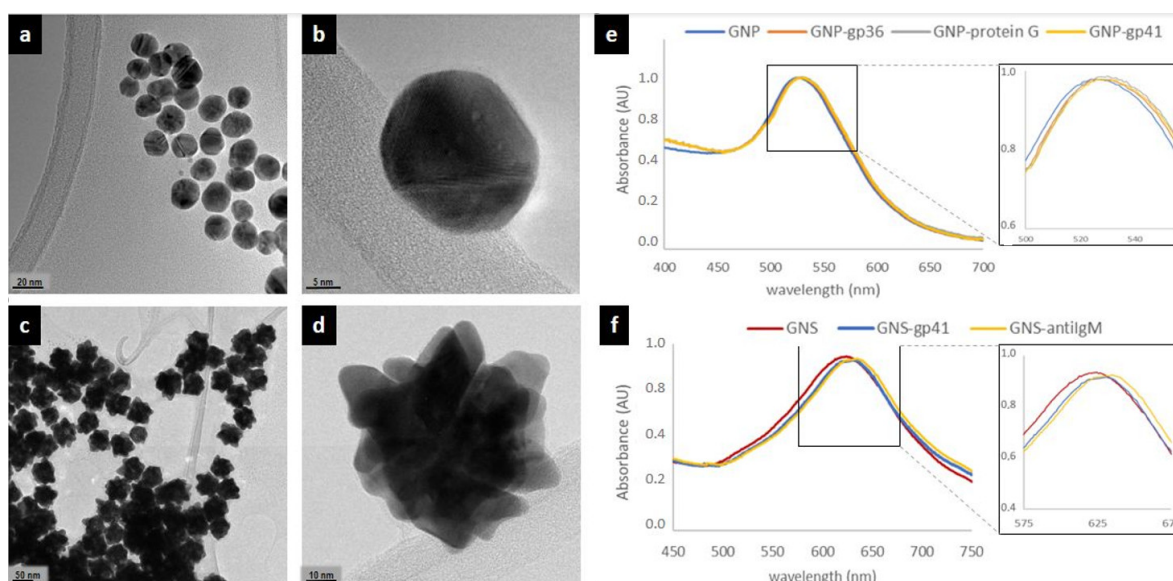 a
20 nm
b
5 nm
c
50 nm
d
10 nm
e
GNP GNP-gp36 GNP-protein G GNP-gp41
Absorbance (AU)
1.0
0.8
0.4
0.2
0.0
400 450 500 550 600 650 700
wavelength (nm)
1.0
0.8
0.6
500 520 540
f
GNS GNS-gp41 GNS-antiIgM
Absorbance (AU)
1.0
0.8
0.4
0.2
0.0
450 500 550 600 650 700 750
wavelength (nm)
1.0
0.8
0.6
0.4
575 625 67